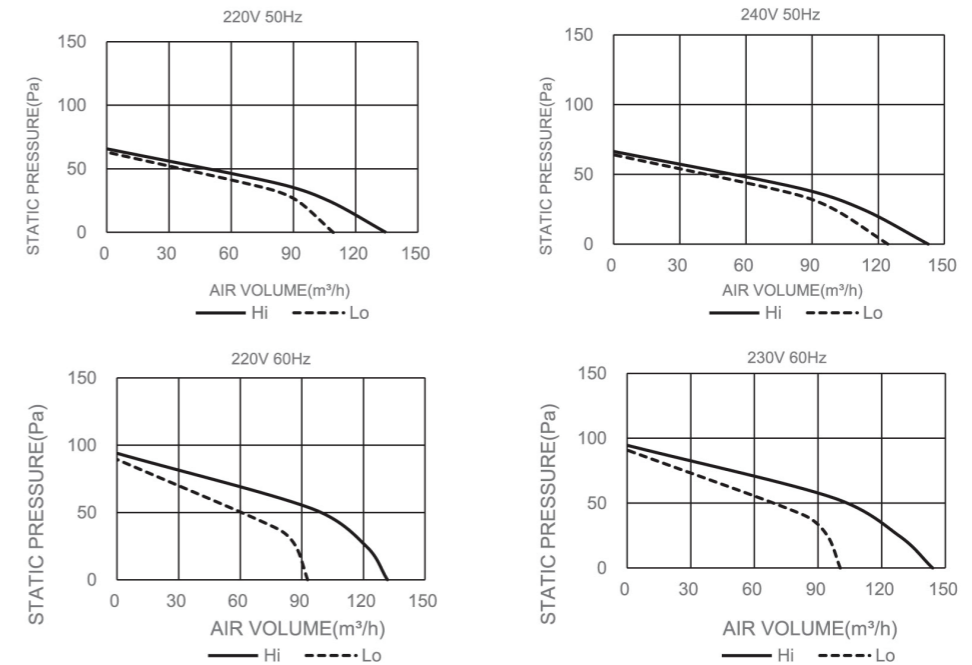 220V 50Hz
STATIC PRESSURE(Pa)
150
100
50
0
0 30 60 90 120 150
AIR VOLUME(m³/h)
Hi Lo
240V 50Hz
STATIC PRESSURE(Pa)
150
100
50
0
0 30 60 90 120 150
AIR VOLUME(m³/h)
Hi Lo
220V 60Hz
STATIC PRESSURE(Pa)
150
100
50
0
0 30 60 90 120 150
AIR VOLUME(m³/h)
Hi Lo
230V 60Hz
STATIC PRESSURE(Pa)
150
100
50
0
0 30 60 90 120 150
AIR VOLUME(m³/h)
Hi Lo